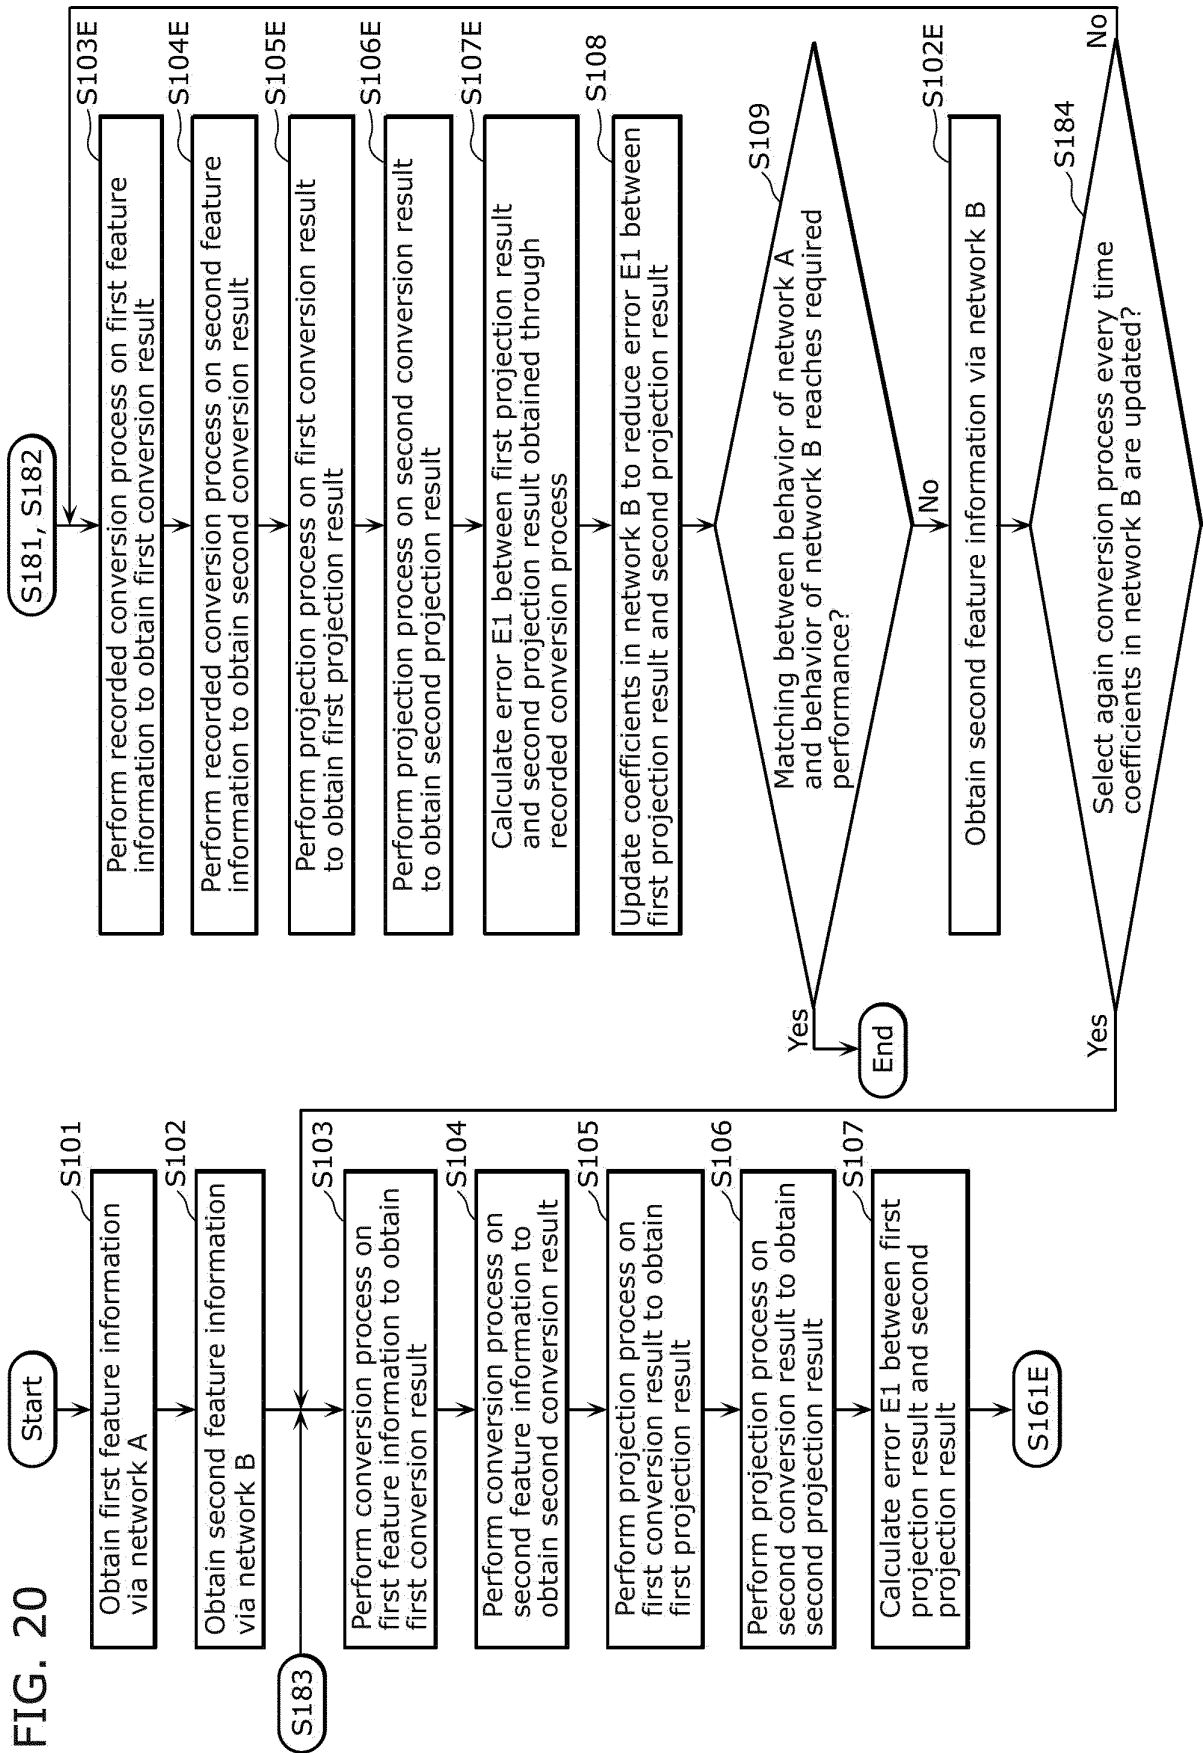 FIG. 20
Start
S101
Obtain first feature information
via network A
S102
Obtain second feature information
via network B
S183
S103
Perform conversion process on
first feature information to obtain
first conversion result
S104
Perform conversion process on
second feature information to
obtain second conversion result
S105
Perform projection process on
first conversion result to obtain
first projection result
S106
Perform projection process on
second conversion result to obtain
second projection result
S107
Calculate error E1 between first
projection result and second
projection result
S161E
S181, S182
S103E
Perform recorded conversion process on first feature
information to obtain first conversion result
S104E
Perform recorded conversion process on second feature
information to obtain second conversion result
S105E
Perform projection process on first conversion result
to obtain first projection result
S106E
Perform projection process on second conversion result
to obtain second projection result
S107E
Calculate error E1 between first projection result
and second projection result obtained through
recorded conversion process
S108
Update coefficients in network B to reduce error E1 between
first projection result and second projection result
S109
Matching between behavior of network A
and behavior of network B reaches required
performance?
Yes
End
No
S102E
Obtain second feature information via network B
S184
Select again conversion process every time
coefficients in network B are updated?
Yes
No